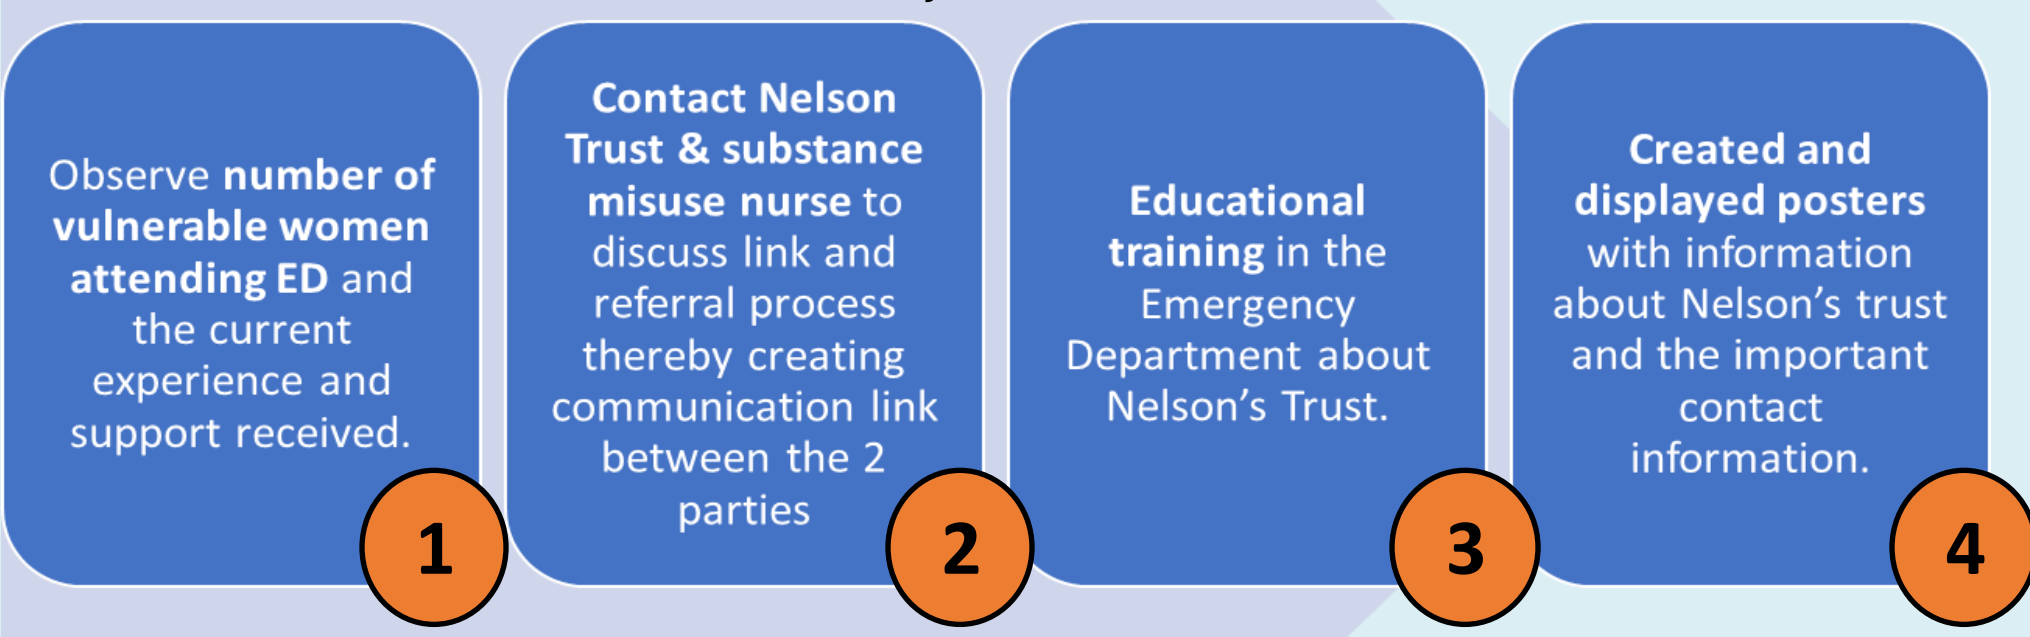 Observe number of
vulnerable women
attending ED and
the current
experience and
support received.
1
Contact Nelson
Trust & substance
misuse nurse to
discuss link and
referral process
thereby creating
communication link
between the 2
parties
2
Educational
training in the
Emergency
Department about
Nelson’s Trust.
3
Created and
displayed posters
with information
about Nelson’s trust
and the important
contact
information.
4